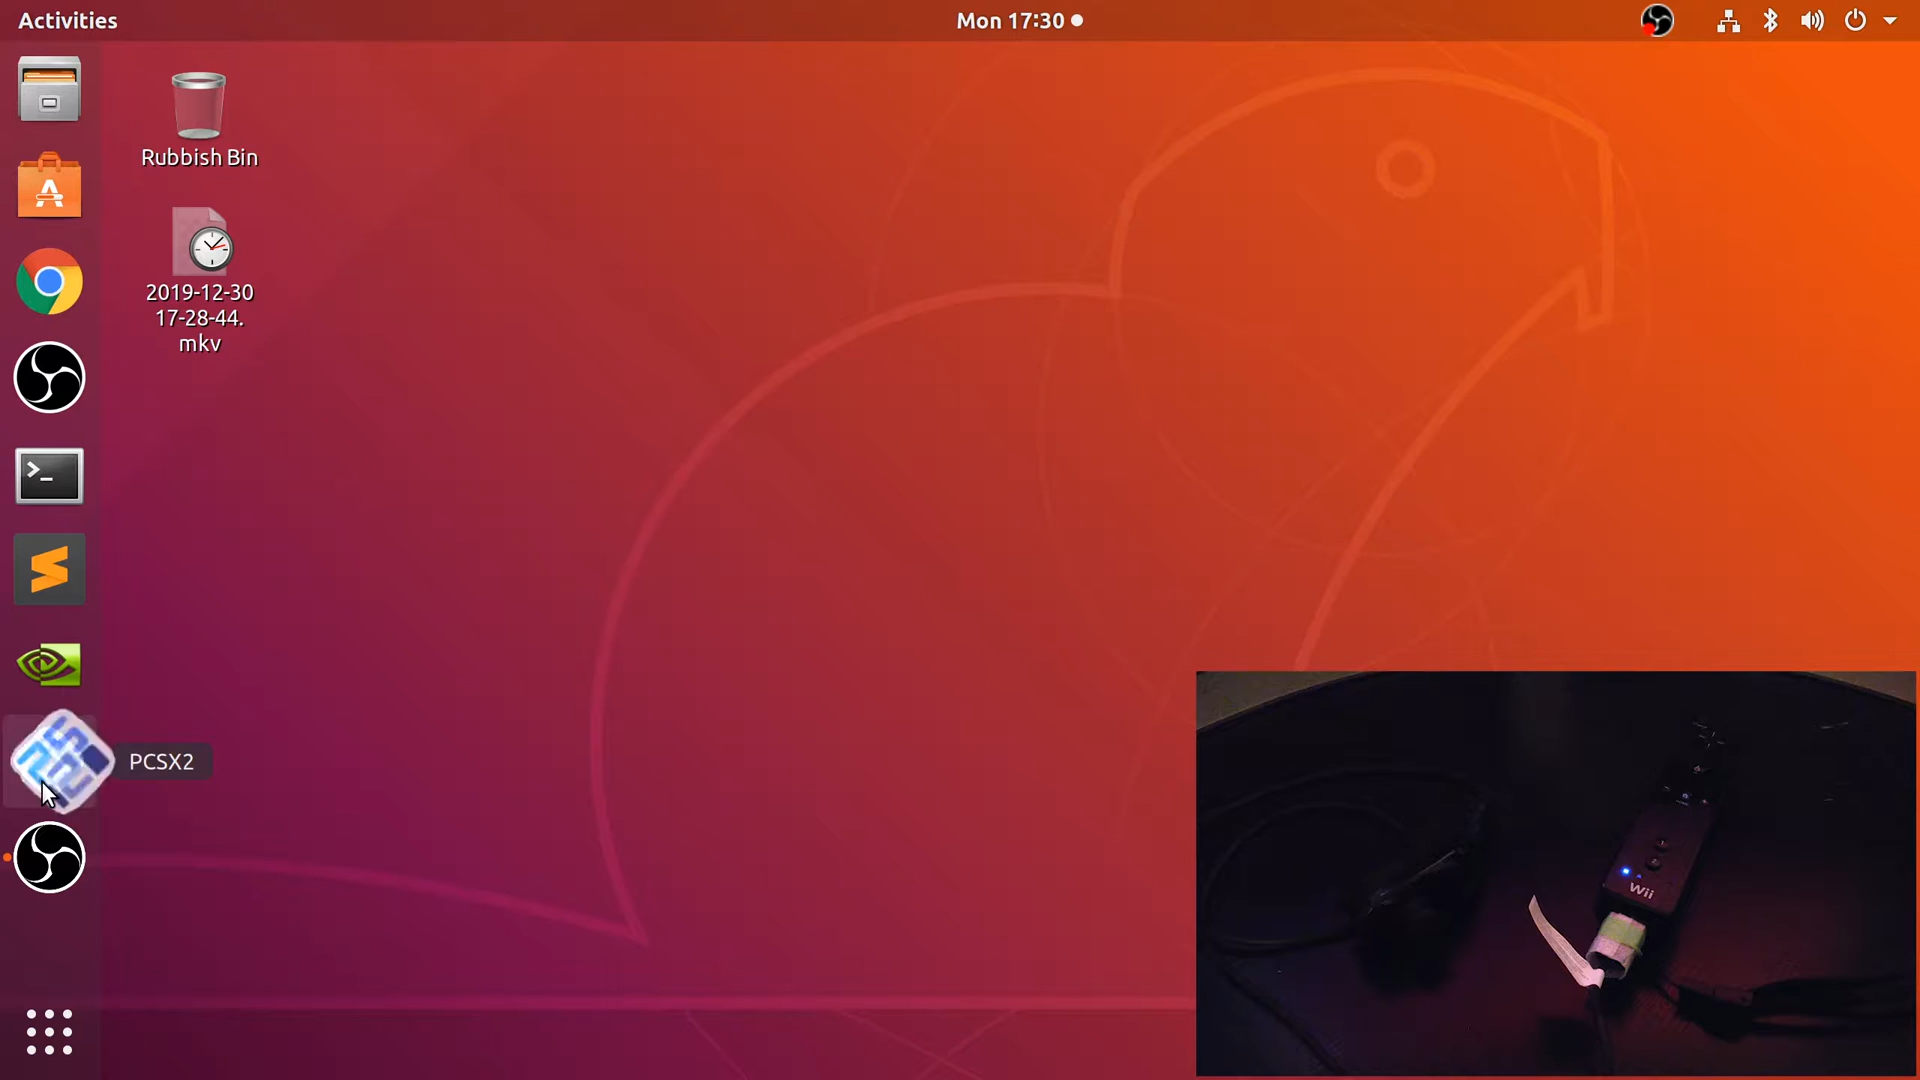 Activities
Mon 17:30
Rubbish Bin
2019-12-30
17-28-44.
mkv
PCSX2
Wii